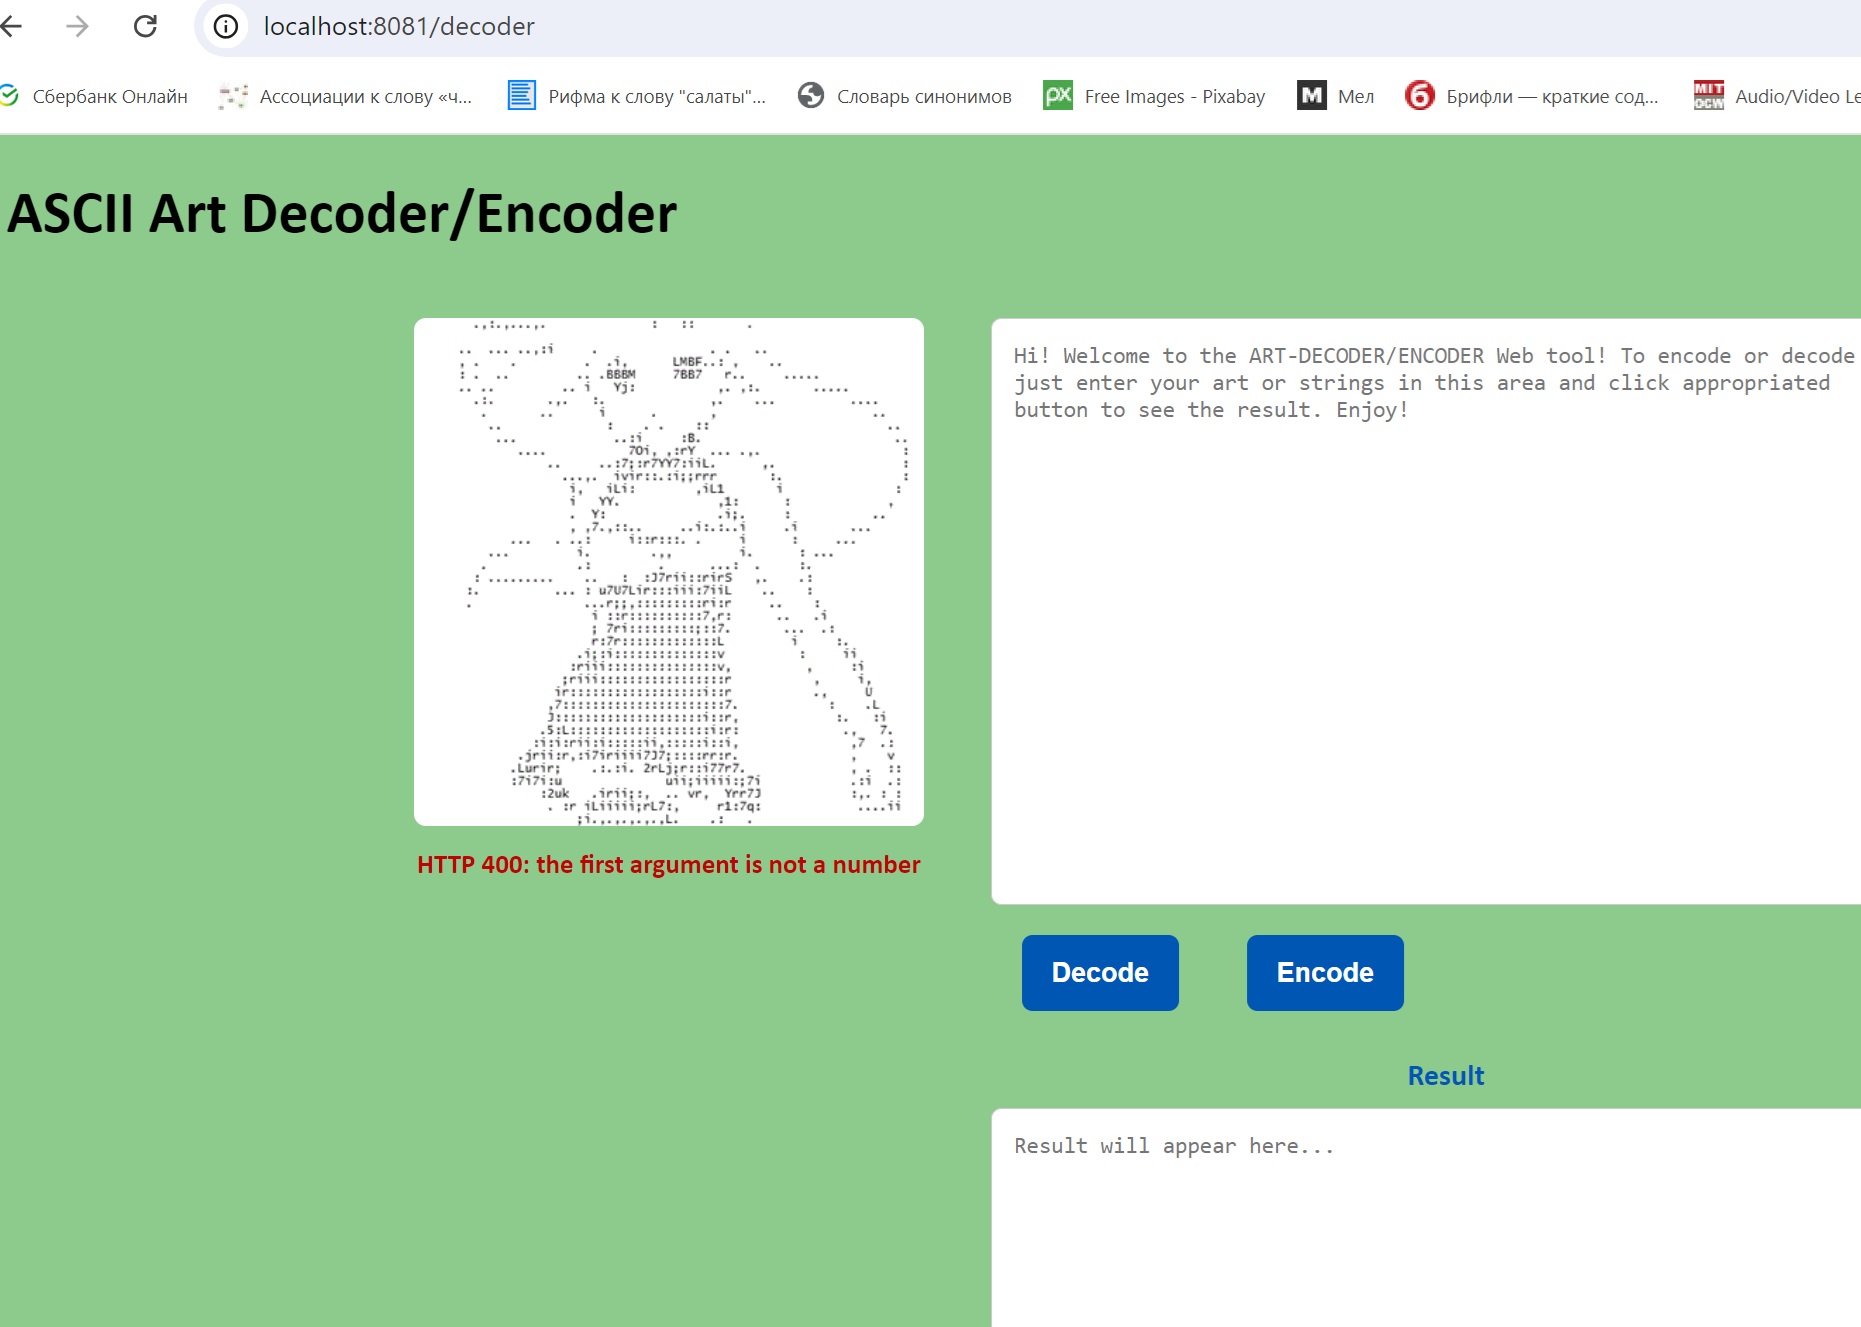 localhost:8081/decoder
Сбербанк Онлайн
Ассоциации к слову «ч...
Рифма к слову "салаты"...
Словарь синонимов
px
Free Images - Pixabay
M
Мел
б
Брифли — краткие сод...
MIT
OCW
Audio/Video Le
ASCII Art Decoder/Encoder
Hi! Welcome to the ART-DECODER/ENCODER Web tool! To encode or decode
just enter your art or strings in this area and click appropriated
button to see the result. Enjoy!
HTTP 400: the first argument is not a number
Decode
Encode
Result
Result will appear here...